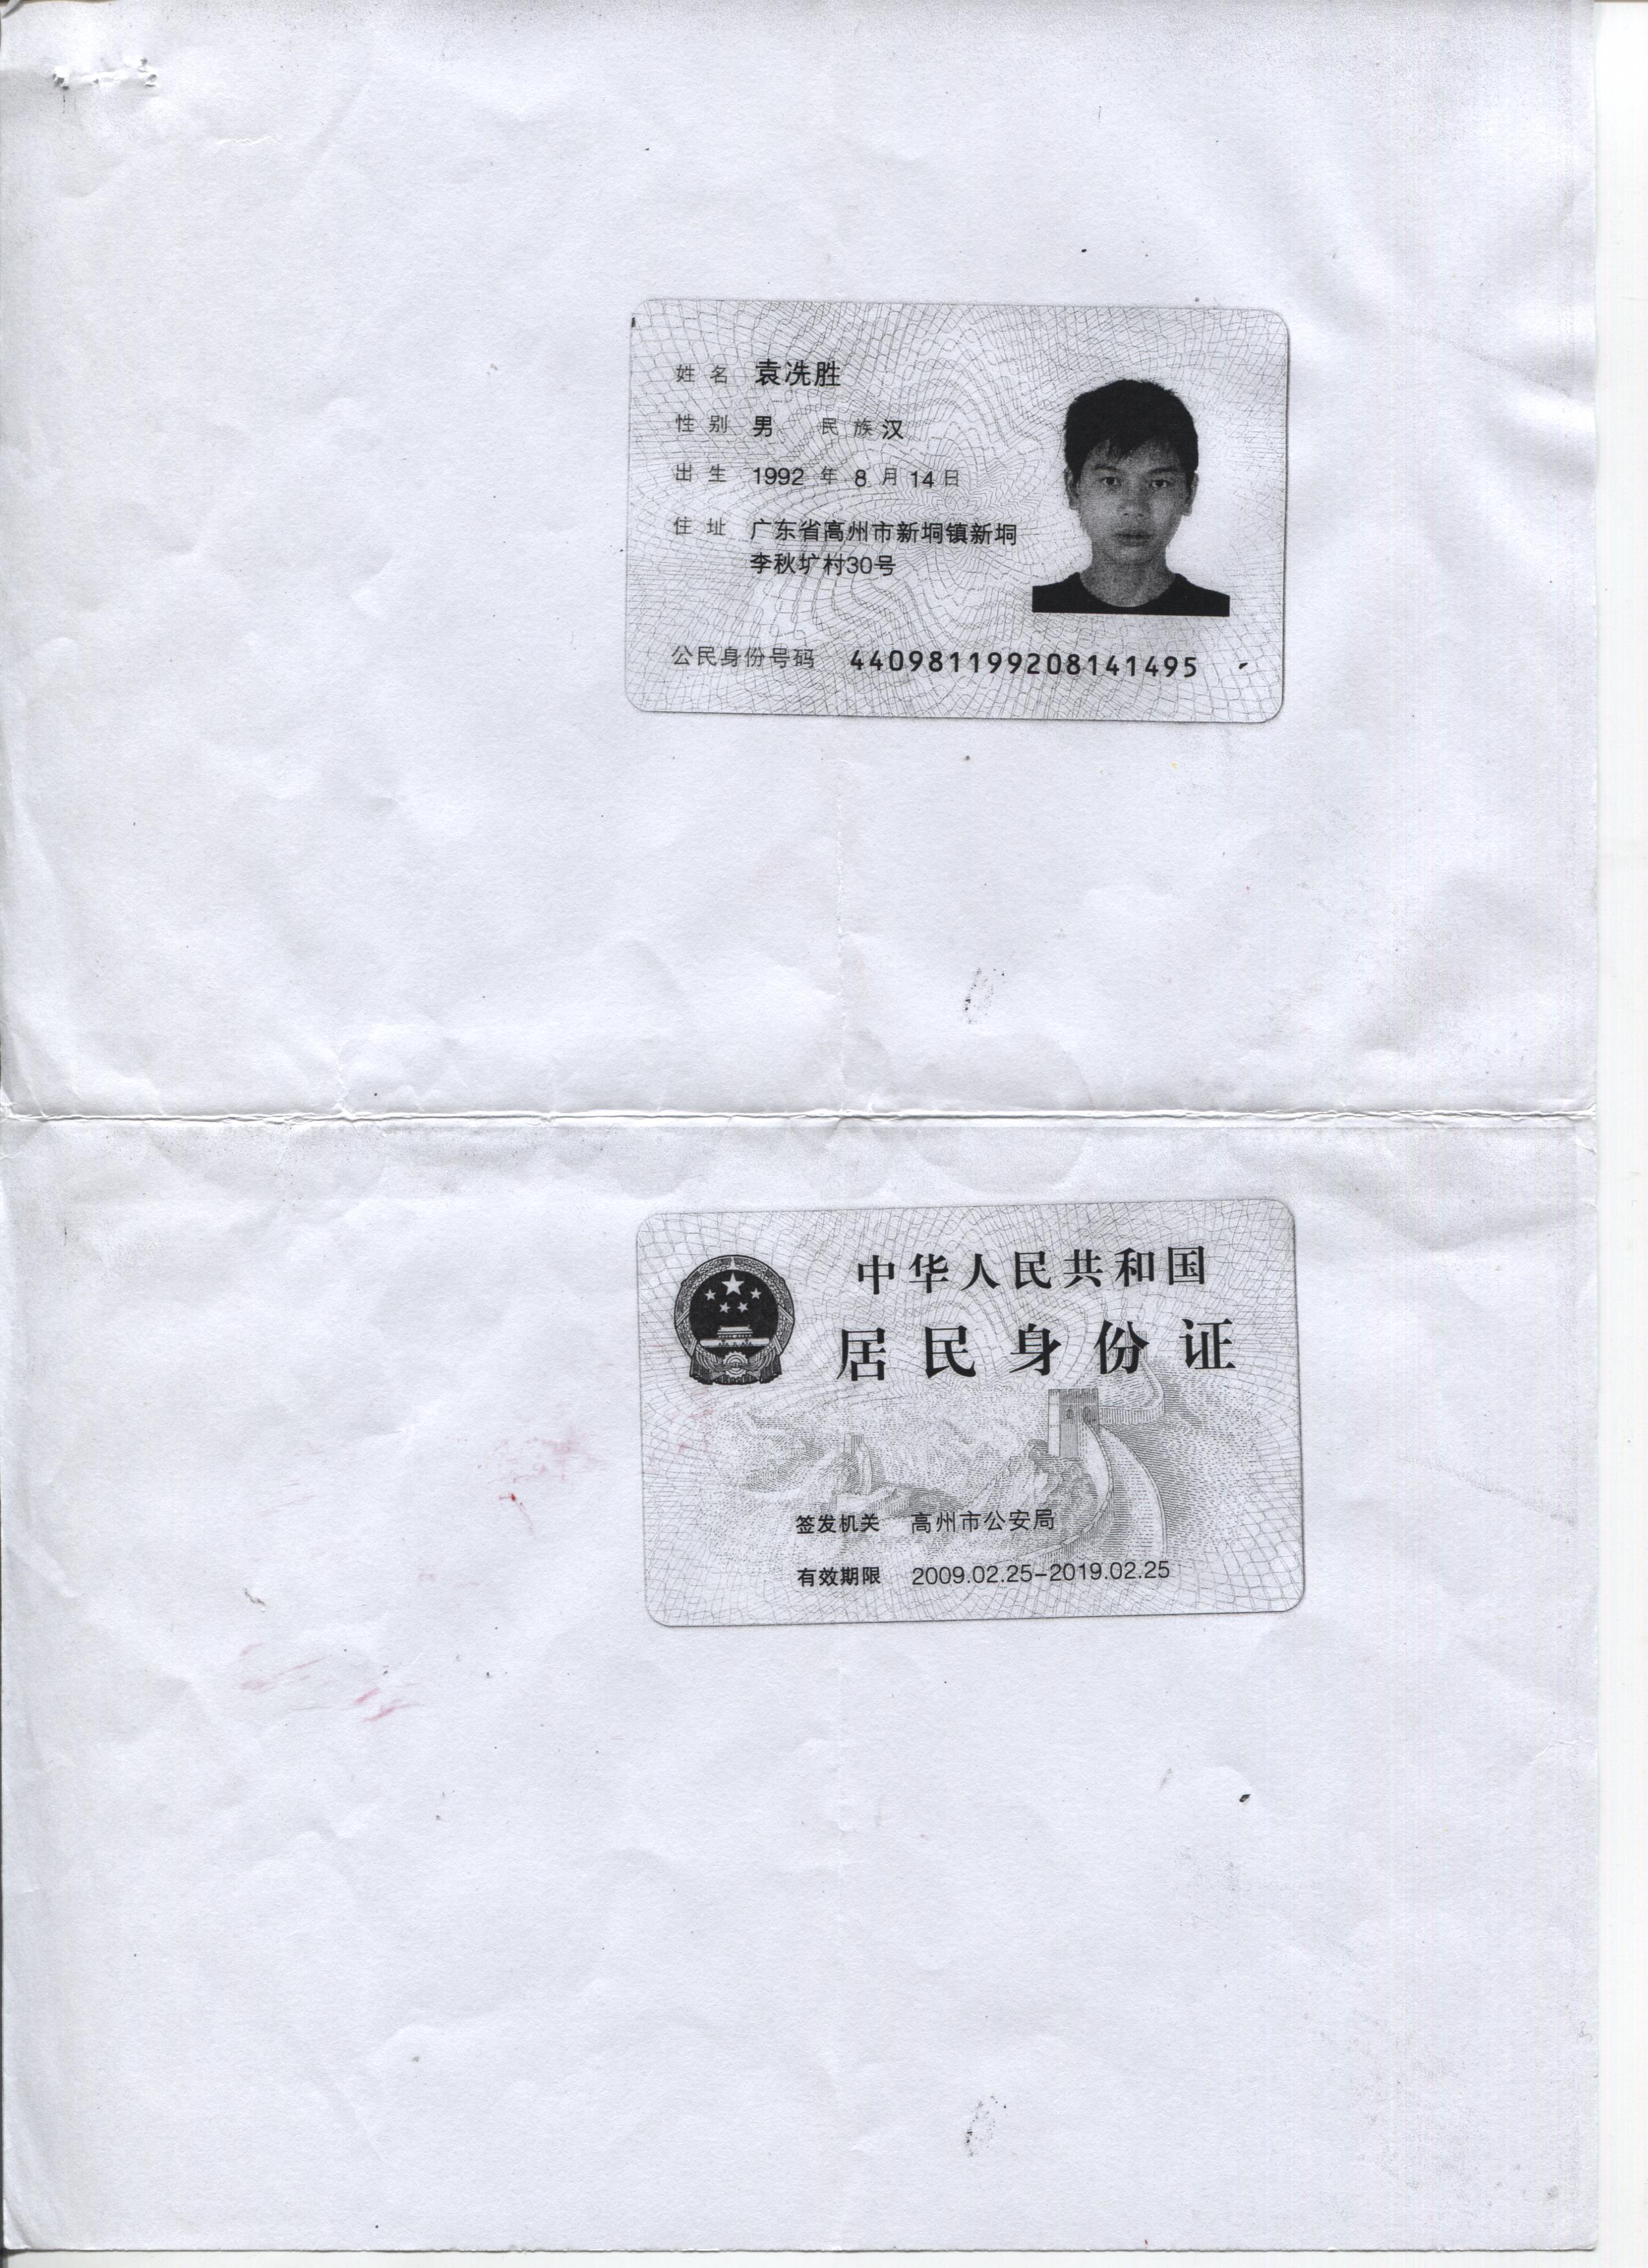 姓名 袁冼胜
性别 男 民族 汉
出生 1992 年 8 月 14 日
住址 广东省高州市新垌镇新垌
李秋圹村30号
公民身份号码 440981199208141495
中华人民共和国
居民身份证
签发机关 高州市公安局
有效期限 2009.02.25-2019.02.25